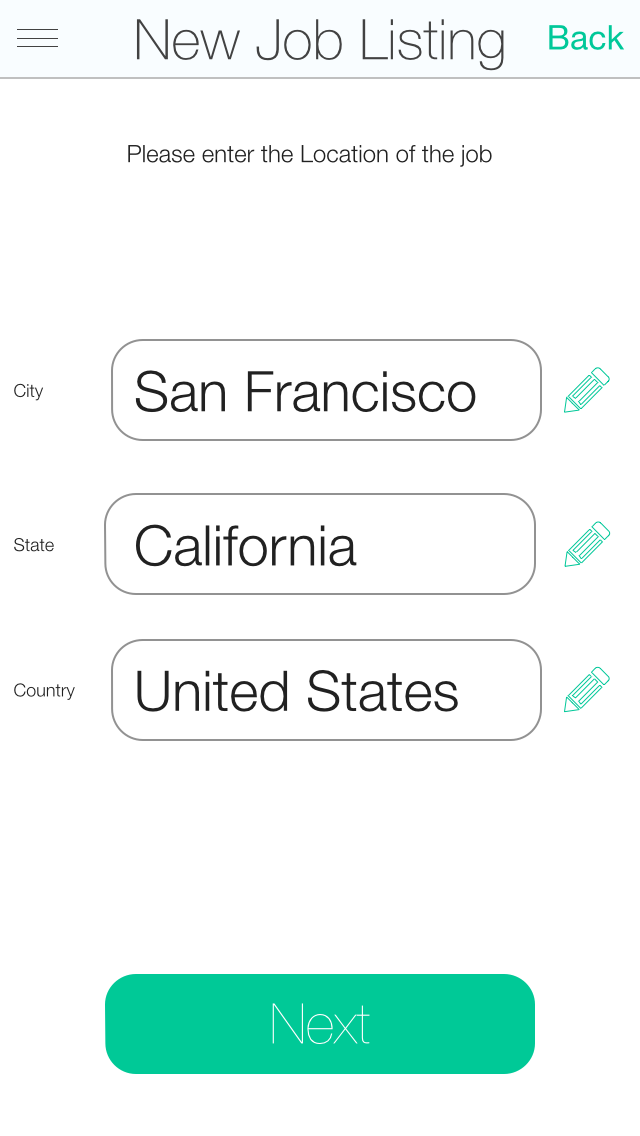 New Job Listing Back
Please enter the Location of the job
City San Francisco
State California
Country United States
Next